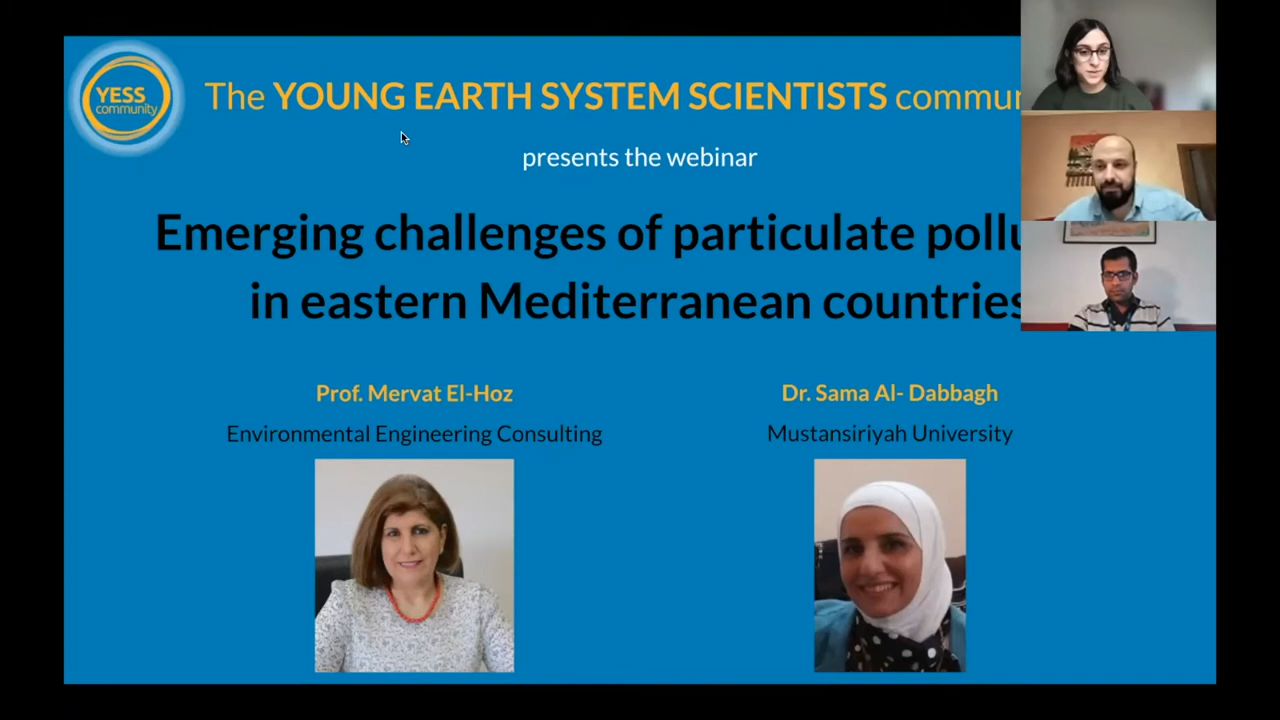 YESS
community
The YOUNG EARTH SYSTEM SCIENTISTS commun
presents the webinar
Emerging challenges of particulate pollu
in eastern Mediterranean countries
Prof. Mervat El-Hoz
Dr. Sama Al- Dabbagh
Environmental Engineering Consulting
Mustansiriyah University